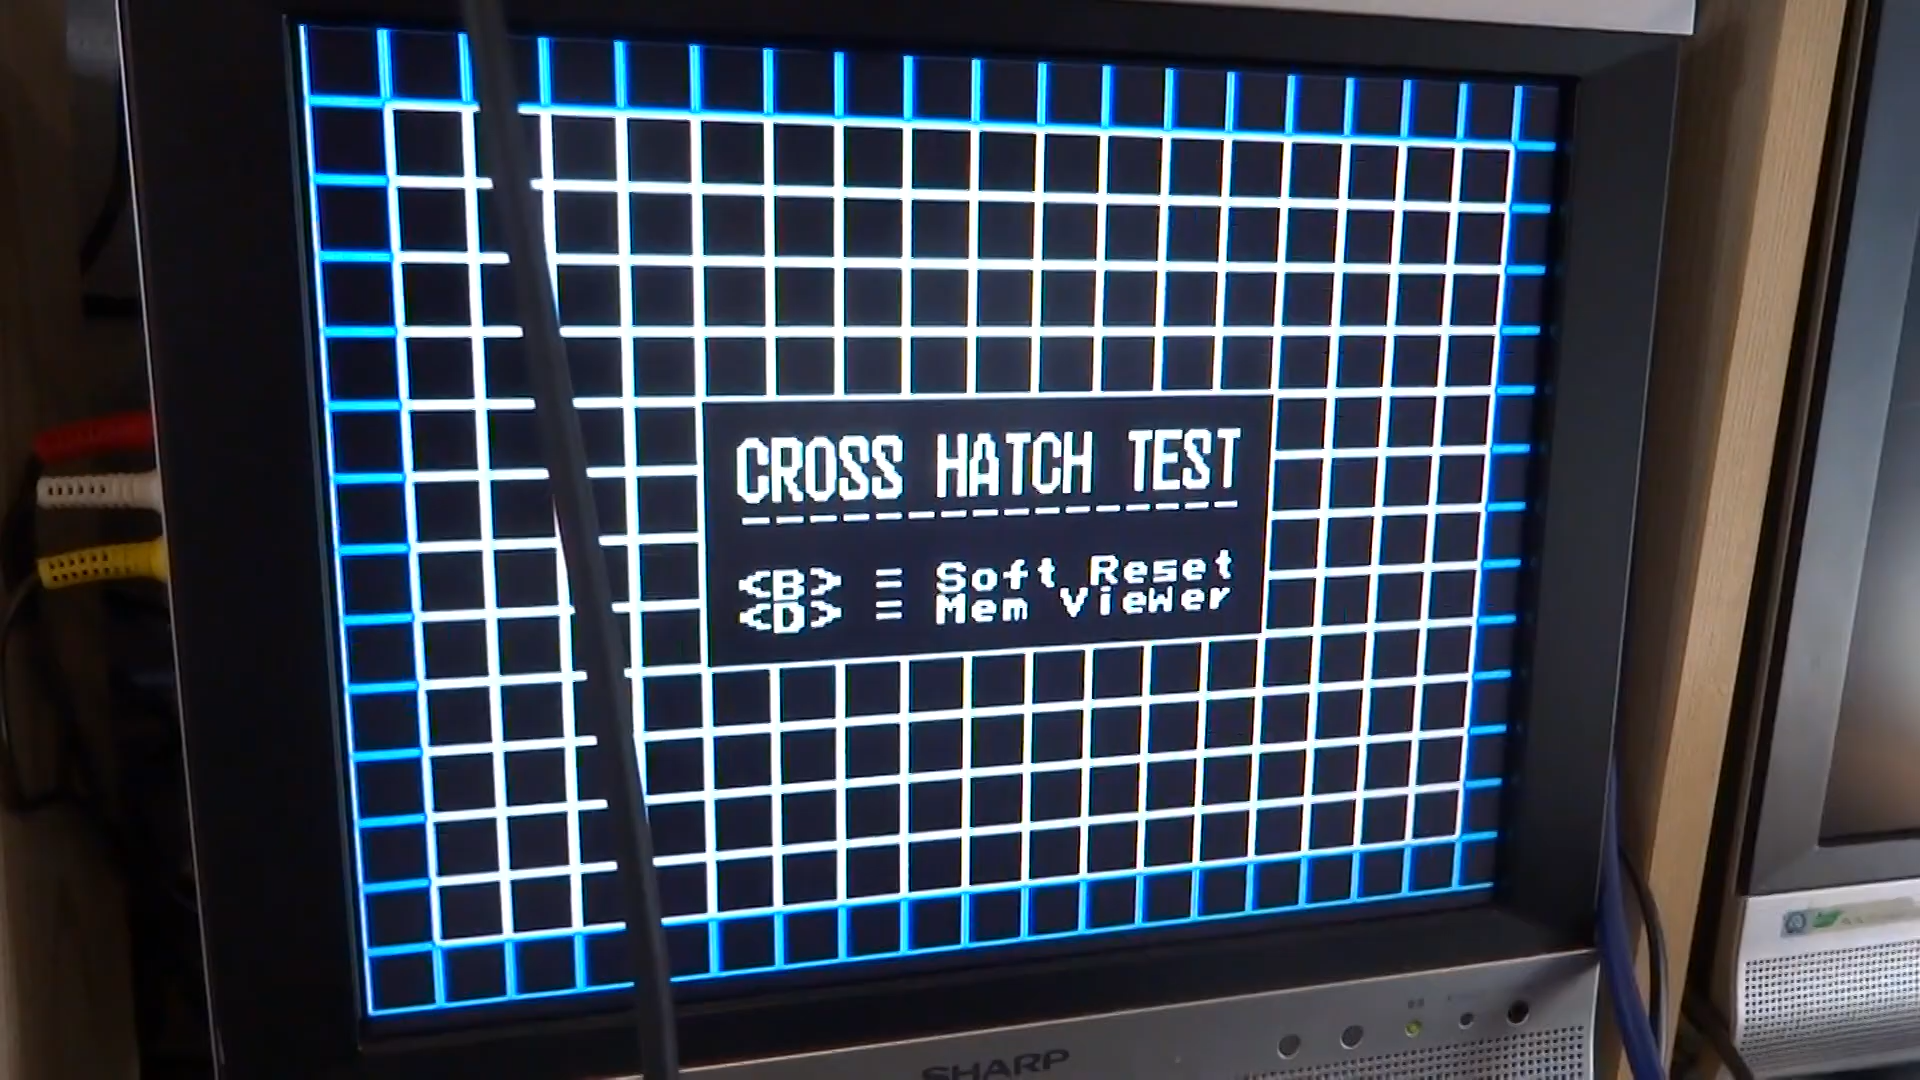 CROSS HATCH TEST
----------------
<B> = Soft Reset
<D> = Mem Viewer
SHARP